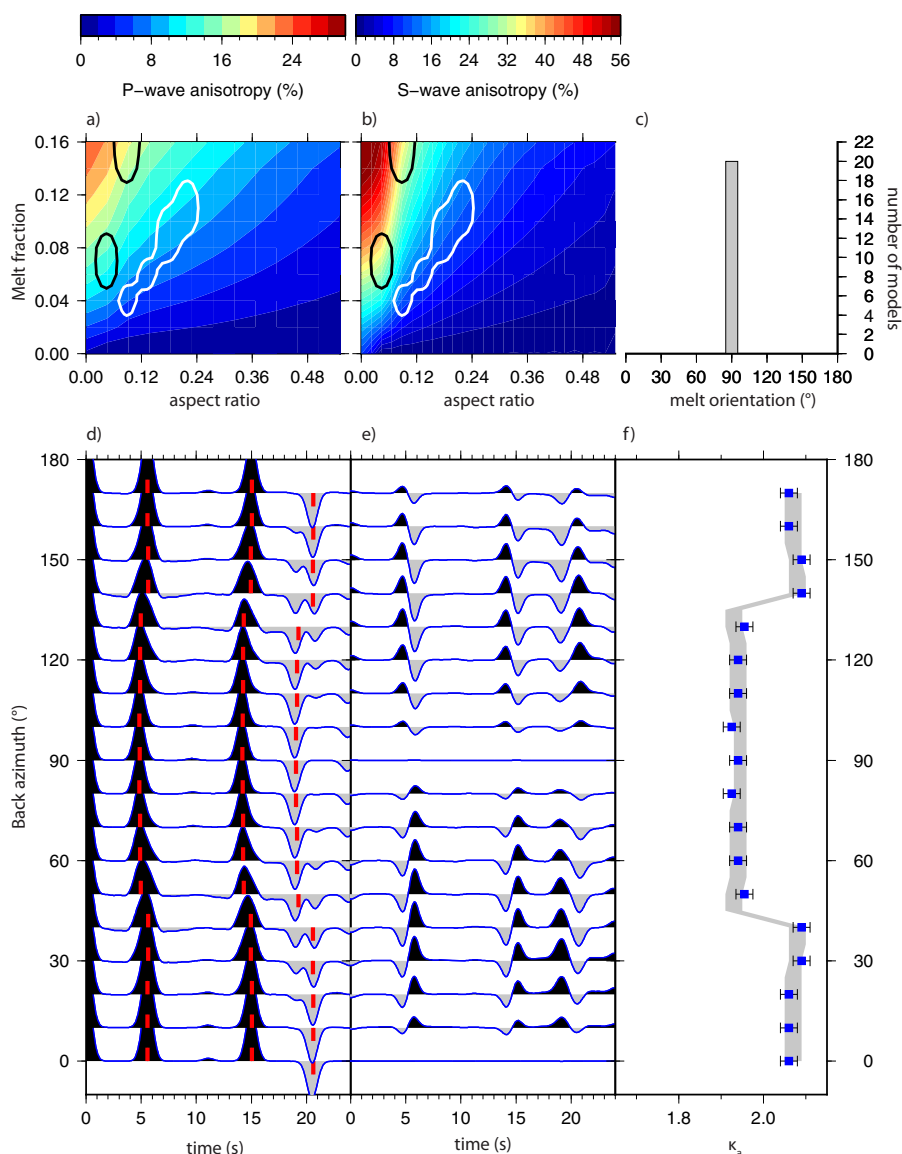 0 8 16 24
0 8 16 24 32 40 48 56
P-wave anisotropy (%)
S-wave anisotropy (%)
a)
b)
c)
Melt fraction
0.16
0.12
0.08
0.04
0.00
0.00 0.12 0.24 0.36 0.48
aspect ratio
0.00 0.12 0.24 0.36 0.48
aspect ratio
22
20
18
16
14
12
10
8
6
4
2
0
number of models
0 30 60 90 120 150 180
melt orientation (°)
d)
e)
f)
Back azimuth (°)
180
150
120
90
60
30
0
180
150
120
90
60
30
0
0 5 10 15 20
time (s)
0 5 10 15 20
time (s)
1.8 2.0
κa